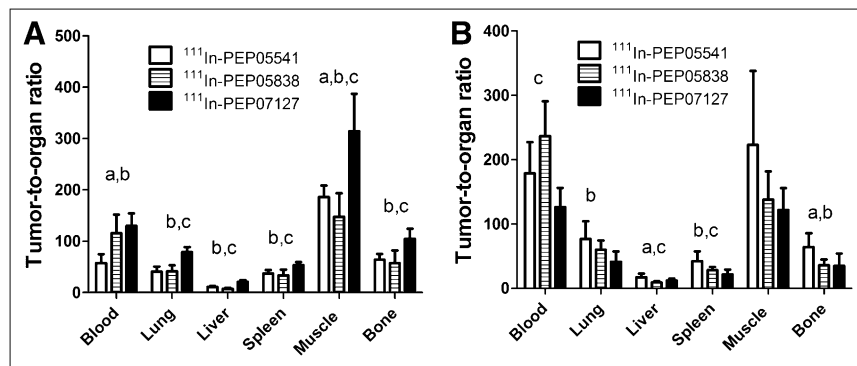 A
Tumor-to-organ ratio
500
400
300
200
100
0
¹¹¹In-PEP05541
¹¹¹In-PEP05838
¹¹¹In-PEP07127
a,b
b,c
b,c
b,c
a,b,c
b,c
Blood
Lung
Liver
Spleen
Muscle
Bone
B
Tumor-to-organ ratio
400
300
200
100
0
¹¹¹In-PEP05541
¹¹¹In-PEP05838
¹¹¹In-PEP07127
c
b
a,c
b,c
a,b
Blood
Lung
Liver
Spleen
Muscle
Bone